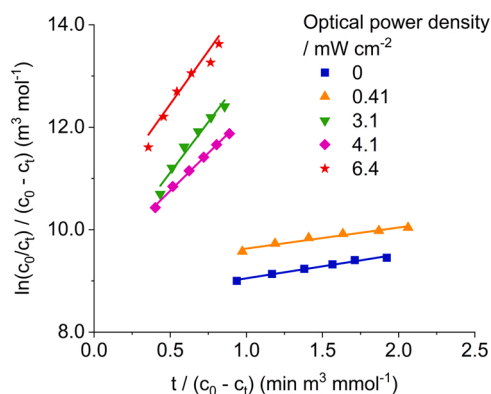 Optical power density
/ mW cm-2
0
0.41
3.1
4.1
6.4
ln(c0/ct) / (c0 - ct) (m3 mol-1)
14.0
12.0
10.0
8.0
0.0 0.5 1.0 1.5 2.0 2.5
t / (c0 - ct) (min m3 mmol-1)